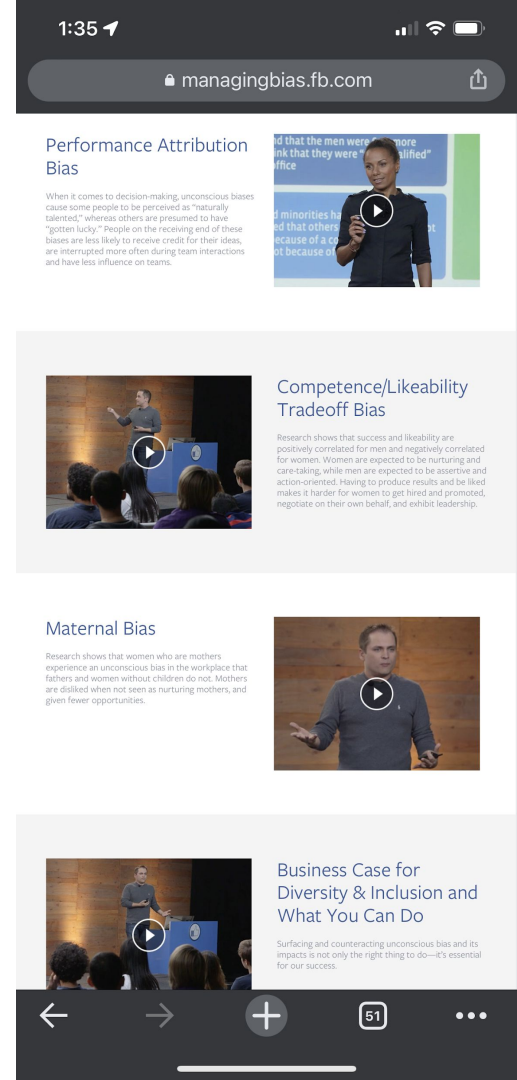 1:35
managingbias.fb.com
Performance Attribution
Bias
When it comes to decision-making, unconscious biases
cause some people to be perceived as “naturally
talented,” whereas others are presumed to have
“gotten lucky.” People on the receiving end of these
biases are less likely to receive credit for their ideas,
are interrupted more often during team interactions
and have less influence on teams.
that the men were more
ink that they were
office
d minorities
ed that others
ecause of a
ot because of
Competence/Likeability
Tradeoff Bias
Research shows that success and likeability are
positively correlated for men and negatively correlated
for women. Women are expected to be nurturing and
care-taking, while men are expected to be assertive and
action-oriented. Having to produce results and be liked
makes it harder for women to get hired and promoted,
negotiate on their own behalf, and exhibit leadership.
Maternal Bias
Research shows that women who are mothers
experience an unconscious bias in the workplace that
fathers and women without children do not. Mothers
are disliked when not seen as nurturing mothers, and
given fewer opportunities.
Business Case for
Diversity & Inclusion and
What You Can Do
Surfacing and counteracting unconscious bias and its
impacts is not only the right thing to do—it's essential
for our success.
51